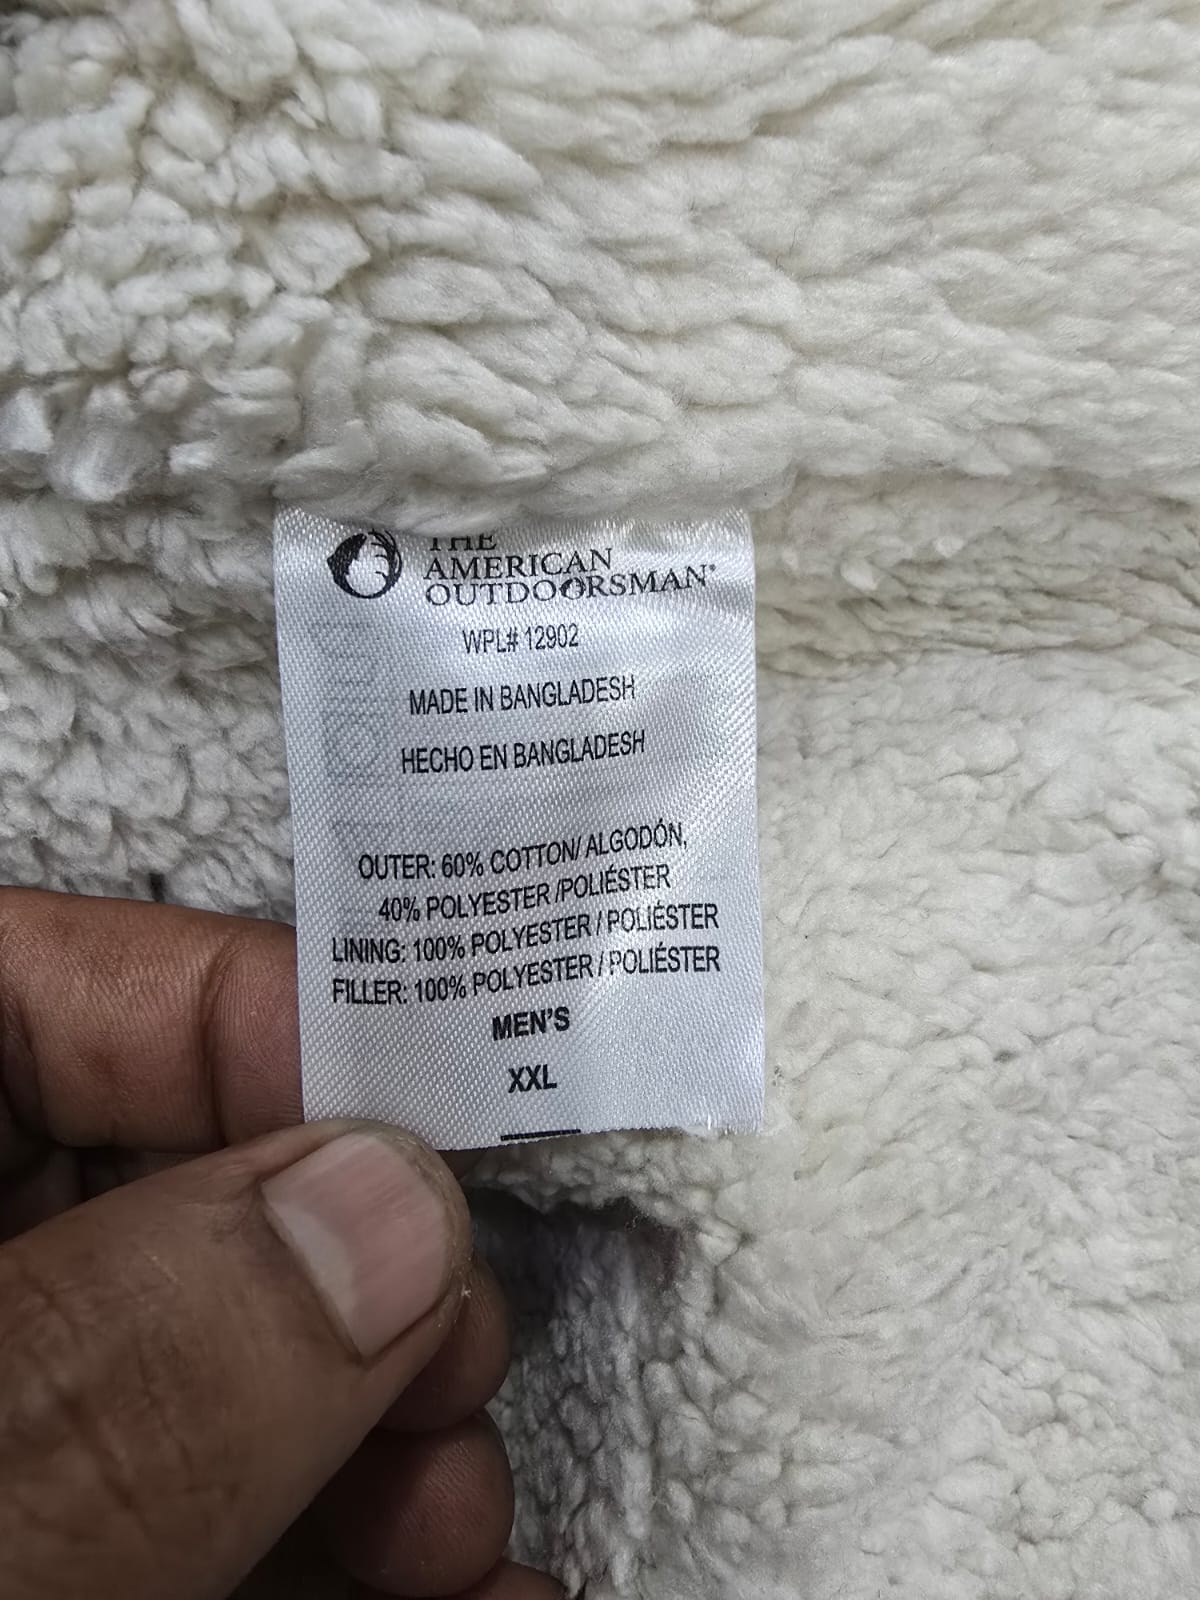 THE
AMERICAN
OUTDOORSMAN®
WPL# 12902
MADE IN BANGLADESH
HECHO EN BANGLADESH
OUTER: 60% COTTON/ ALGODÓN,
40% POLYESTER /POLIÉSTER
LINING: 100% POLYESTER / POLIÉSTER
FILLER: 100% POLYESTER / POLIÉSTER
MEN'S
XXL